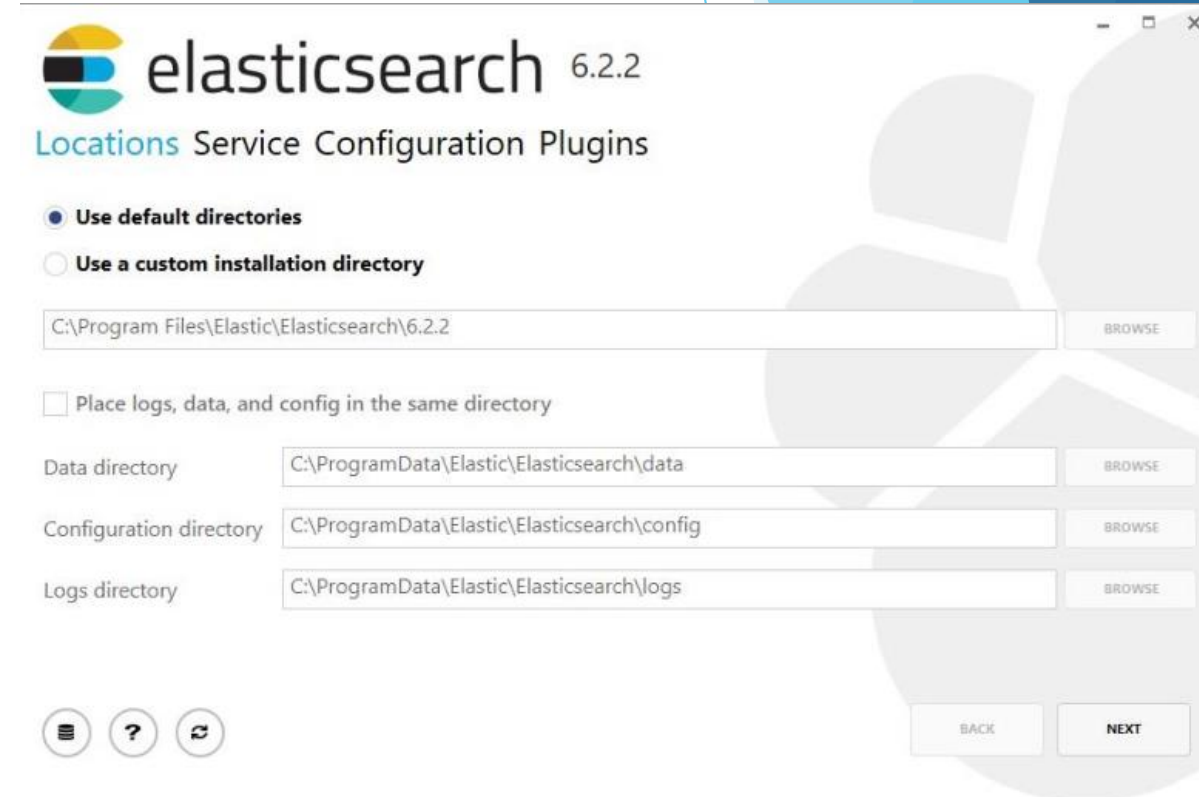 elasticsearch 6.2.2
Locations Service Configuration Plugins
Use default directories
Use a custom installation directory
C:\Program Files\Elastic\Elasticsearch\6.2.2 BROWSE
Place logs, data, and config in the same directory
Data directory C:\ProgramData\Elastic\Elasticsearch\data BROWSE
Configuration directory C:\ProgramData\Elastic\Elasticsearch\config BROWSE
Logs directory C:\ProgramData\Elastic\Elasticsearch\logs BROWSE
? BACK NEXT